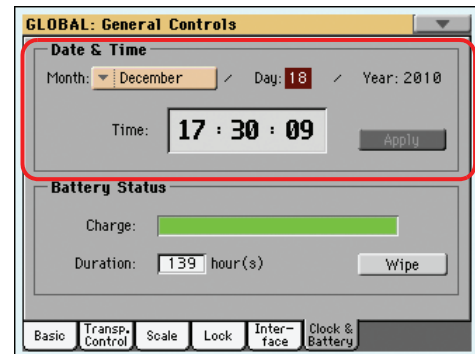 GLOBAL: General Controls
Date & Time
Month: December / Day: 18 / Year: 2010
Time: 17 : 30 : 09
Apply
Battery Status
Charge:
Duration: 139 hour(s)
Wipe
Basic Transp. Control Scale Lock Inter- face Clock & Battery